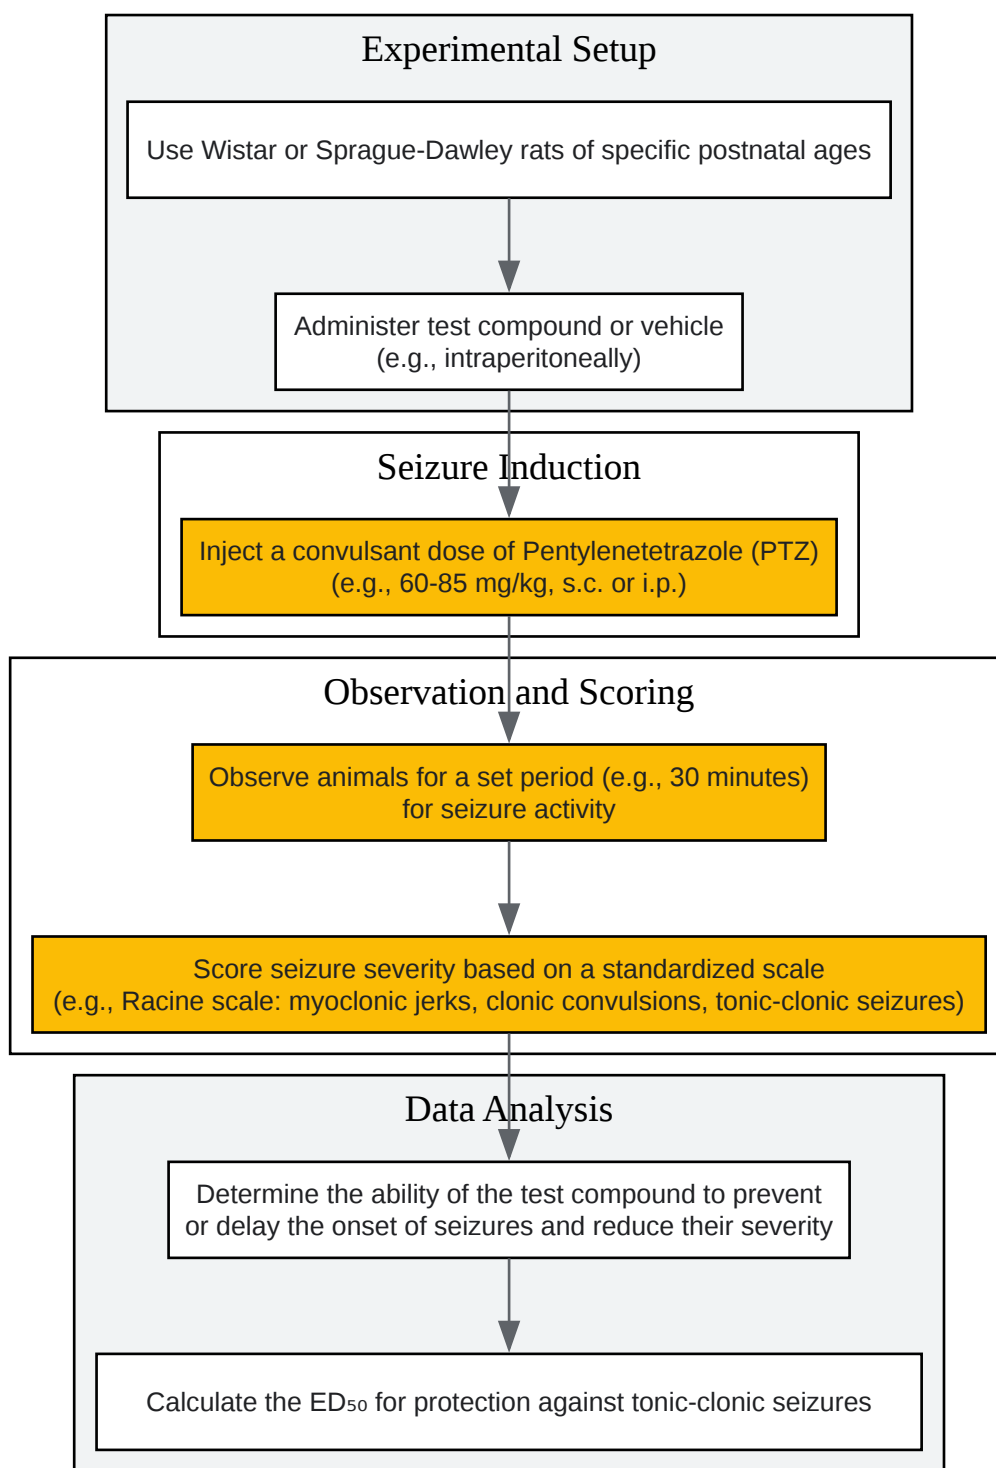 Experimental Setup
Use Wistar or Sprague-Dawley rats of specific postnatal ages
Administer test compound or vehicle
(e.g., intraperitoneally)
Seizure Induction
Inject a convulsant dose of Pentylenetetrazole (PTZ)
(e.g., 60-85 mg/kg, s.c. or i.p.)
Observation and Scoring
Observe animals for a set period (e.g., 30 minutes)
for seizure activity
Score seizure severity based on a standardized scale
(e.g., Racine scale: myoclonic jerks, clonic convulsions, tonic-clonic seizures)
Data Analysis
Determine the ability of the test compound to prevent
or delay the onset of seizures and reduce their severity
Calculate the ED₅₀ for protection against tonic-clonic seizures